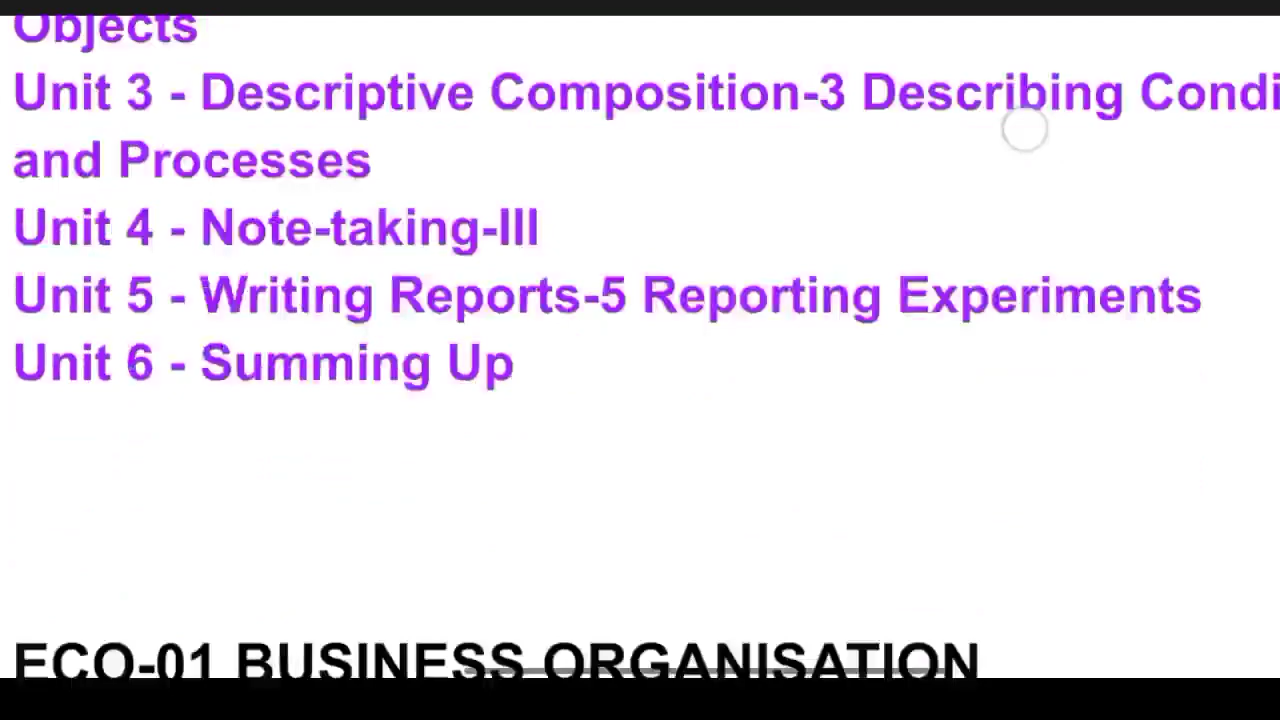 Objects
Unit 3 - Descriptive Composition-3 Describing Condi
and Processes
Unit 4 - Note-taking-III
Unit 5 - Writing Reports-5 Reporting Experiments
Unit 6 - Summing Up
ECO-01 BUSINESS ORGANISATION